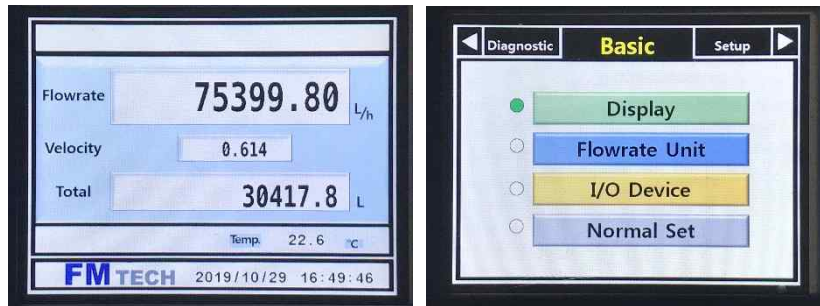 Flowrate 75399.80 L/h
Velocity 0.614
Total 30417.8 L
Temp. 22.6 °C
FM TECH 2019/10/29 16:49:46
Diagnostic Basic Setup
Display
Flowrate Unit
I/O Device
Normal Set